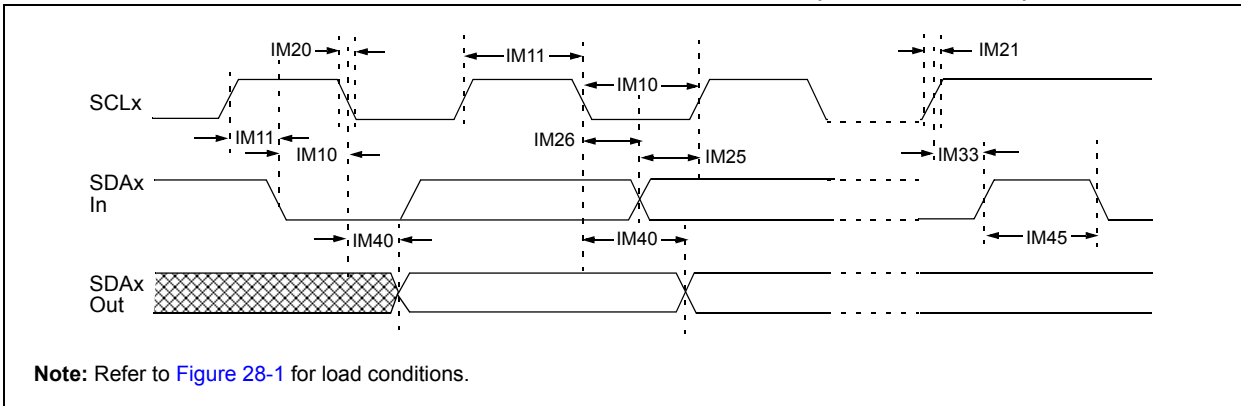 IM20
IM11
IM21
IM10
SCLx
IM11
IM10
IM26
IM25
IM33
SDAx
In
IM40
IM40
IM45
SDAx
Out
Note: Refer to Figure 28-1 for load conditions.